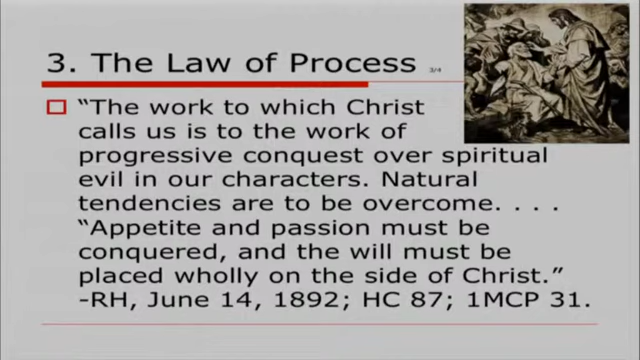 3. The Law of Process 3/4
“The work to which Christ
calls us is to the work of
progressive conquest over spiritual
evil in our characters. Natural
tendencies are to be overcome. . . .
“Appetite and passion must be
conquered, and the will must be
placed wholly on the side of Christ.”
-RH, June 14, 1892; HC 87; 1MCP 31.